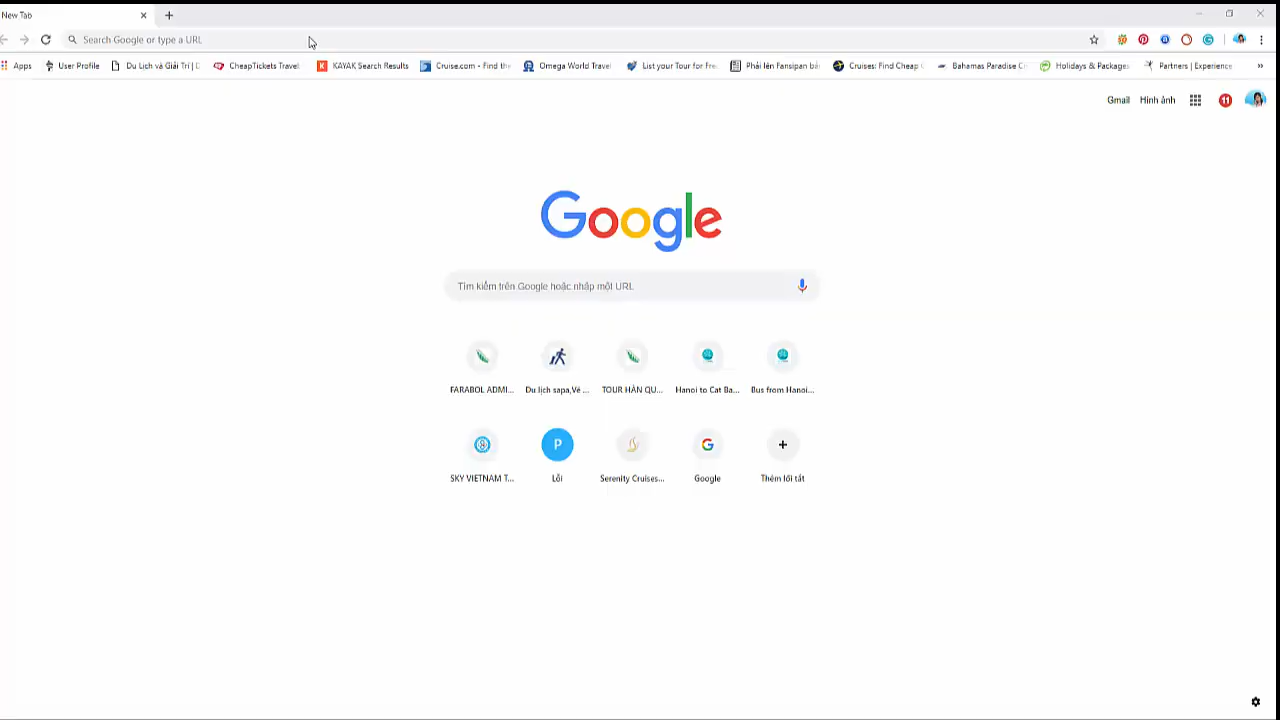 New Tab
Search Google or type a URL
Apps User Profile Du Lịch và Giải Trí | D CheapTickets Travel KAYAK Search Results Cruise.com - Find the Omega World Travel List your Tour for Fre Phải lên Fansipan bằ Cruises: Find Cheap Bahamas Paradise C Holidays & Packages Partners | Experience »
Gmail Hình ảnh 11
Google
Tìm kiếm trên Google hoặc nhập một URL
FARABOL ADMI... Du lịch sapa,Vé ... TOUR HÀN QU... Hanoi to Cat Ba... Bus from Hanoi...
P
SKY VIETNAM T... Lỗi Serenity Cruises... Google Thêm lối tắt